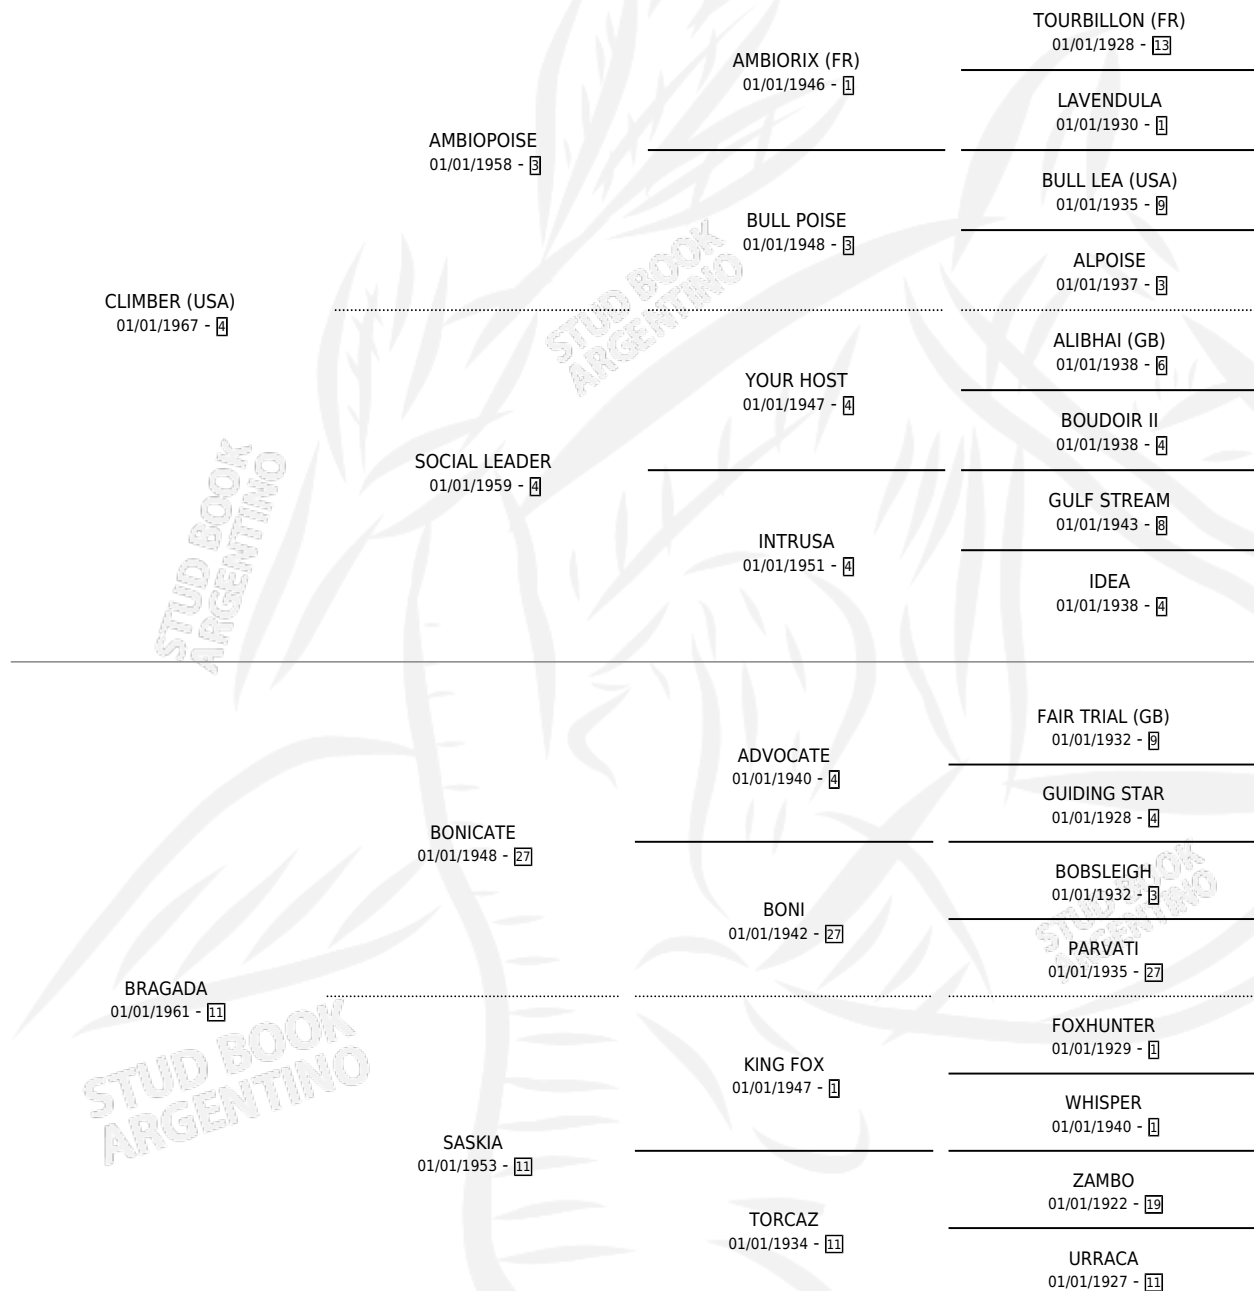 TOURBILLON (FR)
01/01/1928 - 13
AMBIORIX (FR)
01/01/1946 - 1
LAVENDULA
01/01/1930 - 1
AMBIOPOISE
01/01/1958 - 3
BULL LEA (USA)
01/01/1935 - 9
BULL POISE
01/01/1948 - 3
ALPOISE
01/01/1937 - 3
CLIMBER (USA)
01/01/1967 - 4
STUD BOOK
ARGENTINO
ALIBHAI (GB)
01/01/1938 - 6
YOUR HOST
01/01/1947 - 4
BOUDOIR II
01/01/1938 - 4
SOCIAL LEADER
01/01/1959 - 4
GULF STREAM
01/01/1943 - 8
INTRUSA
01/01/1951 - 4
IDEA
01/01/1938 - 4
STUD BOOK
ARGENTINO
FAIR TRIAL (GB)
01/01/1932 - 9
ADVOCATE
01/01/1940 - 4
GUIDING STAR
01/01/1928 - 4
BONICATE
01/01/1948 - 27
BOBSLEIGH
01/01/1932 - 3
BONI
01/01/1942 - 27
STUD BOOK
ARGENTINO
PARVATI
01/01/1935 - 27
BRAGADA
01/01/1961 - 11
STUD BOOK
ARGENTINO
FOXHUNTER
01/01/1929 - 1
KING FOX
01/01/1947 - 1
WHISPER
01/01/1940 - 1
SASKIA
01/01/1953 - 11
ZAMBO
01/01/1922 - 19
TORCAZ
01/01/1934 - 11
URRACA
01/01/1927 - 11